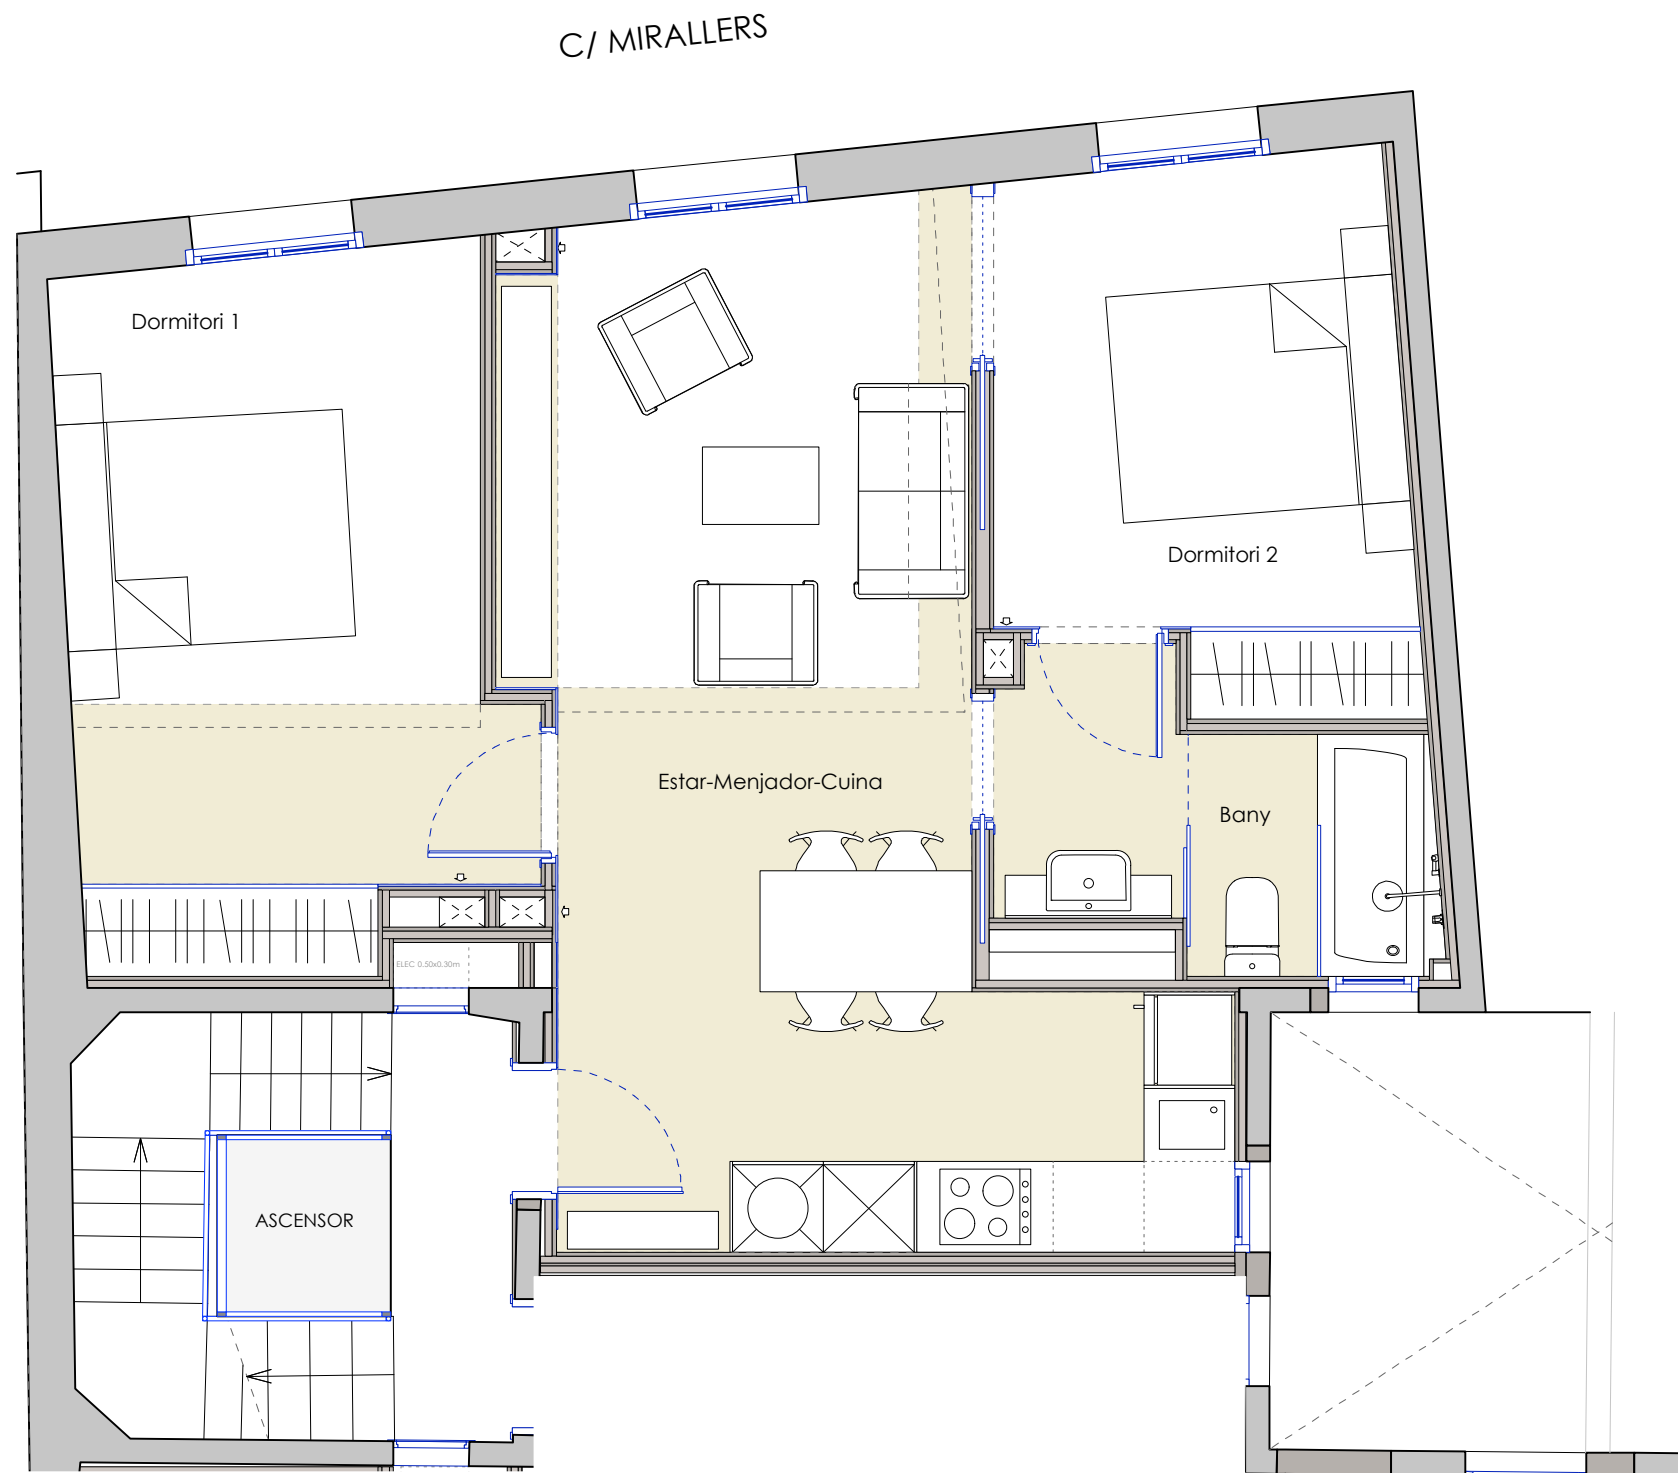 C/ MIRALLERS
Dormitori 1
Dormitori 2
Estar-Menjador-Cuina
Bany
ELEC 0.50x0.30m
ASCENSOR